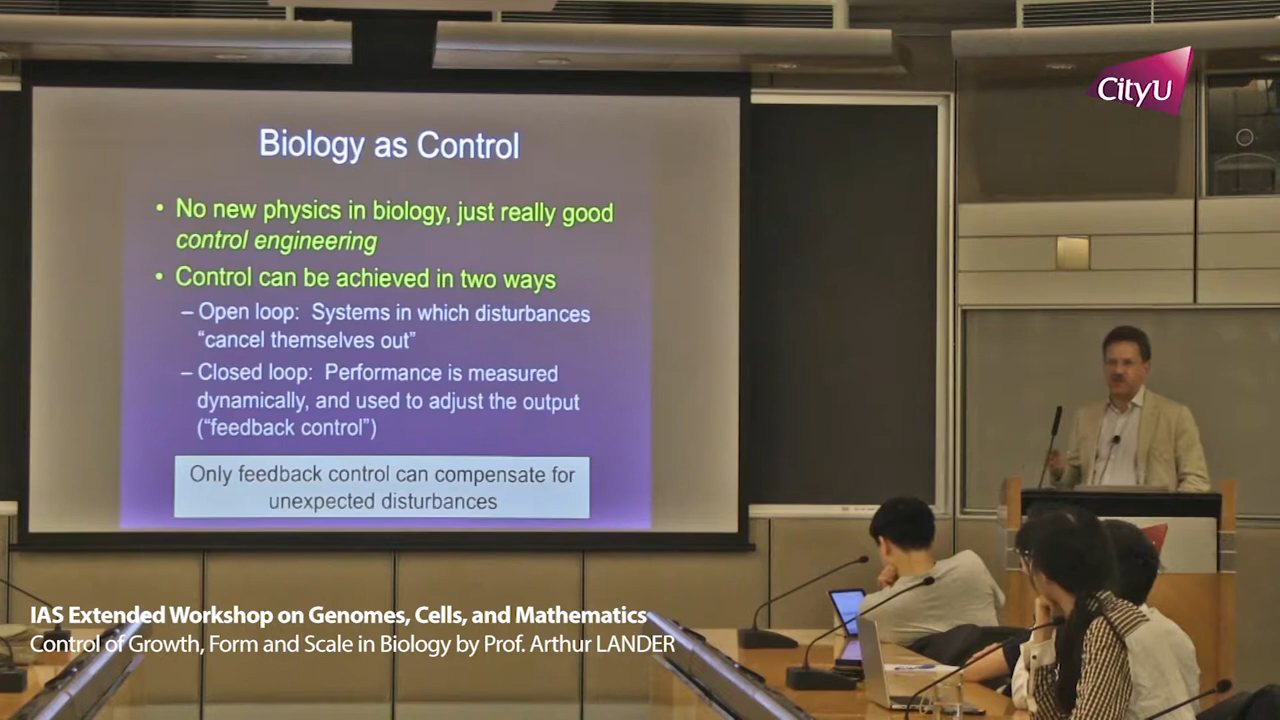 CityU
Biology as Control
• No new physics in biology, just really good
control engineering
• Control can be achieved in two ways
– Open loop: Systems in which disturbances
“cancel themselves out”
– Closed loop: Performance is measured
dynamically, and used to adjust the output
(“feedback control”)
Only feedback control can compensate for
unexpected disturbances
IAS Extended Workshop on Genomes, Cells, and Mathematics
Control of Growth, Form and Scale in Biology by Prof. Arthur LANDER